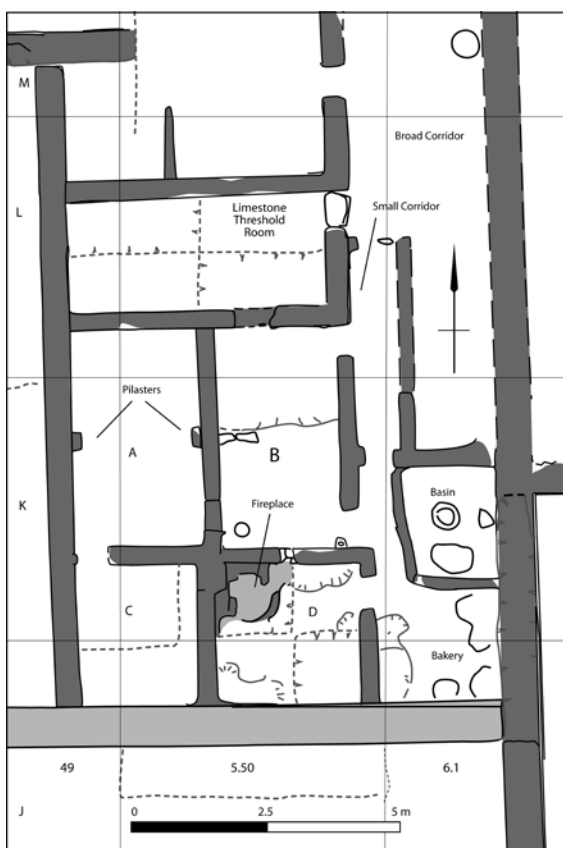 M
Broad Corridor
Small Corridor
L
Limestone
Threshold
Room
Pilasters
A
B
K
Basin
Fireplace
C
D
Bakery
49
5.50
6.1
J
0
2.5
5 m